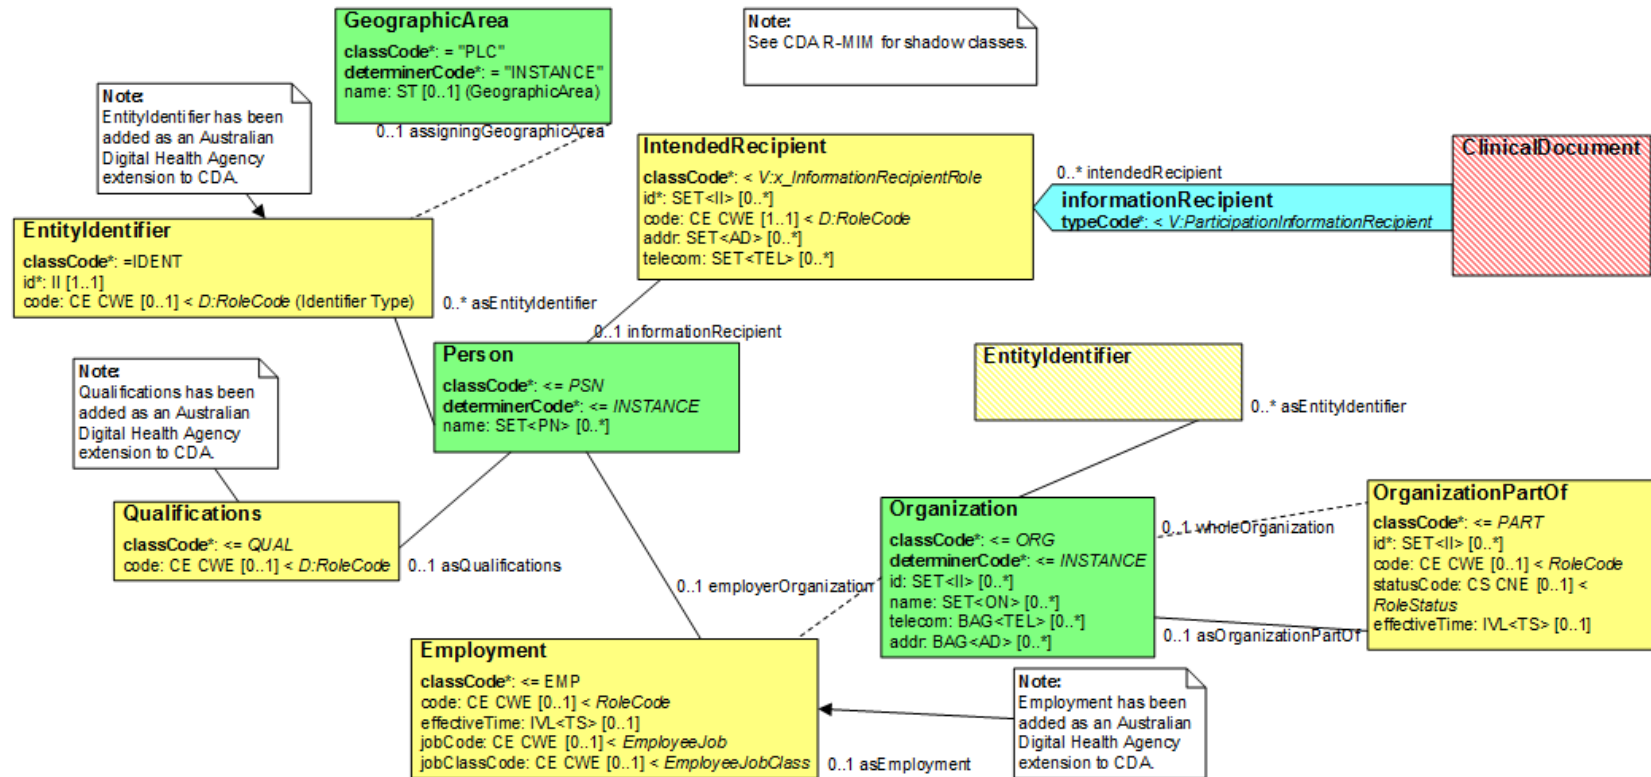 GeographicArea
classCode*: = "PLC"
determinerCode*: = "INSTANCE"
name: ST [0..1] (GeographicArea)
0..1 assigningGeographicArea
Note:
See CDA R-MIM for shadow classes.
Note:
EntityIdentifier has been
added as an Australian
Digital Health Agency
extension to CDA.
IntendedRecipient
classCode*: < V:x_InformationRecipientRole
id*: SET<II> [0..*]
code: CE CWE [1..1] < D:RoleCode
addr: SET<AD> [0..*]
telecom: SET<TEL> [0..*]
0..* intendedRecipient
informationRecipient
typeCode*: < V:ParticipationInformationRecipient
ClinicalDocument
EntityIdentifier
classCode*: =IDENT
id*: II [1..1]
code: CE CWE [0..1] < D:RoleCode (Identifier Type)
0..* asEntityIdentifier
0..1 informationRecipient
Person
classCode*: <= PSN
determinerCode*: <= INSTANCE
name: SET<PN> [0..*]
EntityIdentifier
0..* asEntityIdentifier
Note:
Qualifications has been
added as an Australian
Digital Health Agency
extension to CDA.
Qualifications
classCode*: <= QUAL
code: CE CWE [0..1] < D:RoleCode
0..1 asQualifications
0..1 employerOrganization
Organization
classCode*: <= ORG
determinerCode*: <= INSTANCE
id: SET<II> [0..*]
name: SET<ON> [0..*]
telecom: BAG<TEL> [0..*]
addr: BAG<AD> [0..*]
0..1 wholeOrganization
0..1 asOrganizationPartOf
OrganizationPartOf
classCode*: <= PART
id*: SET<II> [0..*]
code: CE CWE [0..1] < RoleCode
statusCode: CS CNE [0..1] <
RoleStatus
effectiveTime: IVL<TS> [0..1]
Employment
classCode*: <= EMP
code: CE CWE [0..1] < RoleCode
effectiveTime: IVL<TS> [0..1]
jobCode: CE CWE [0..1] < EmployeeJob
jobClassCode: CE CWE [0..1] < EmployeeJobClass
0..1 asEmployment
Note:
Employment has been
added as an Australian
Digital Health Agency
extension to CDA.